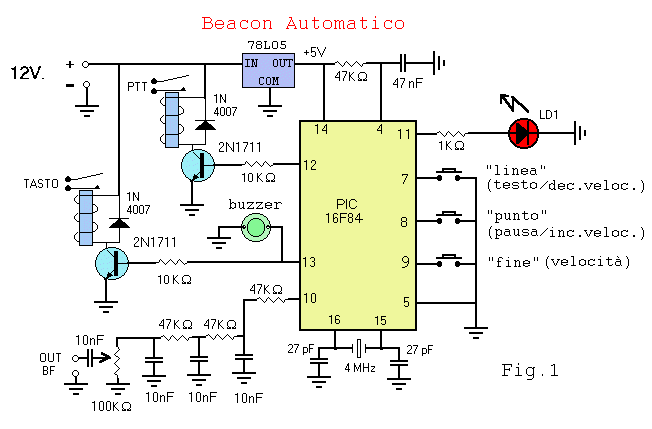 Beacon Automatico
78L05
+5V
IN OUT
COM
12V.
+
-
47KΩ
47nF
PTT
1N
4007
14
4
11
1KΩ
LD1
2N1711
10KΩ
12
PIC
16F84
7
"linea"
(testo/dec.veloc.)
TASTO
1N
4007
2N1711
buzzer
8
"punto"
(pausa/inc.veloc.)
10KΩ
13
9
"fine" (velocità)
47KΩ
10
5
47KΩ
47KΩ
16
15
27 pF
27 pF
4 MHz
OUT
BF
10nF
100KΩ
10nF
10nF
10nF
Fig.1